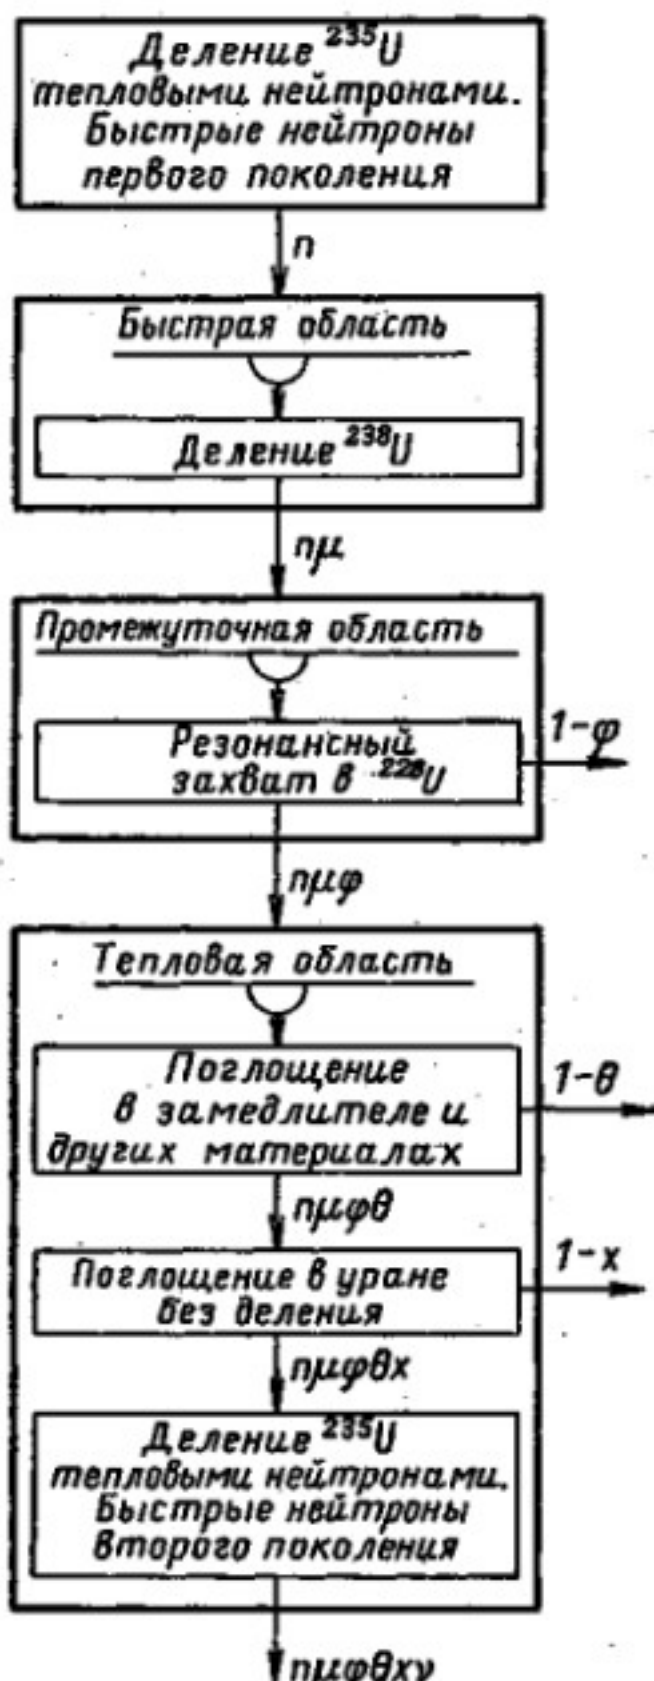 Деление ²³⁵U
тепловыми нейтронами.
Быстрые нейтроны
первого поколения
n
Быстрая область
Деление ²³⁸U
nμ
Промежуточная область
Резонансный
захват в ²²⁸U
1-φ
nμφ
Тепловая область
Поглощение
в замедлителе и
других материалах
1-θ
nμφθ
Поглощение в уране
без деления
1-x
nμφθx
Деление ²³⁵U
тепловыми нейтронами.
Быстрые нейтроны
второго поколения
nμφθxν